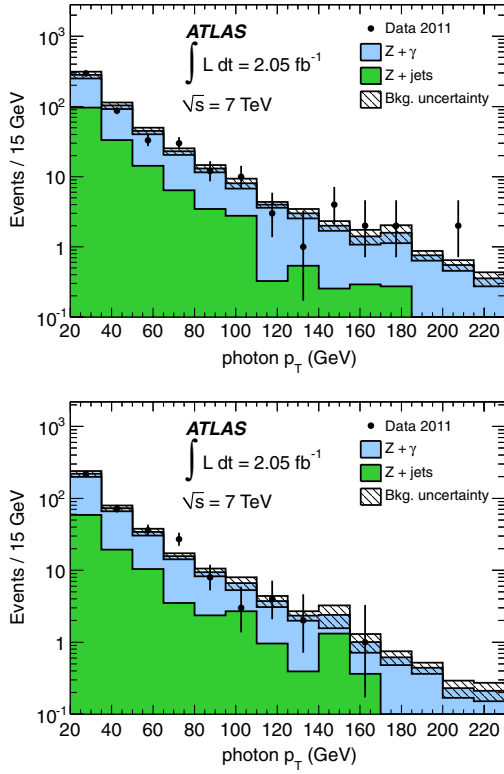 ATLAS
∫ L dt = 2.05 fb⁻¹
√s = 7 TeV
Data 2011
Z + γ
Z + jets
Bkg. uncertainty
Events / 15 GeV
10³
10²
10
1
10⁻¹
20 40 60 80 100 120 140 160 180 200 220
photon p_T (GeV)
ATLAS
∫ L dt = 2.05 fb⁻¹
√s = 7 TeV
Data 2011
Z + γ
Z + jets
Bkg. uncertainty
Events / 15 GeV
10³
10²
10
1
10⁻¹
20 40 60 80 100 120 140 160 180 200 220
photon p_T (GeV)